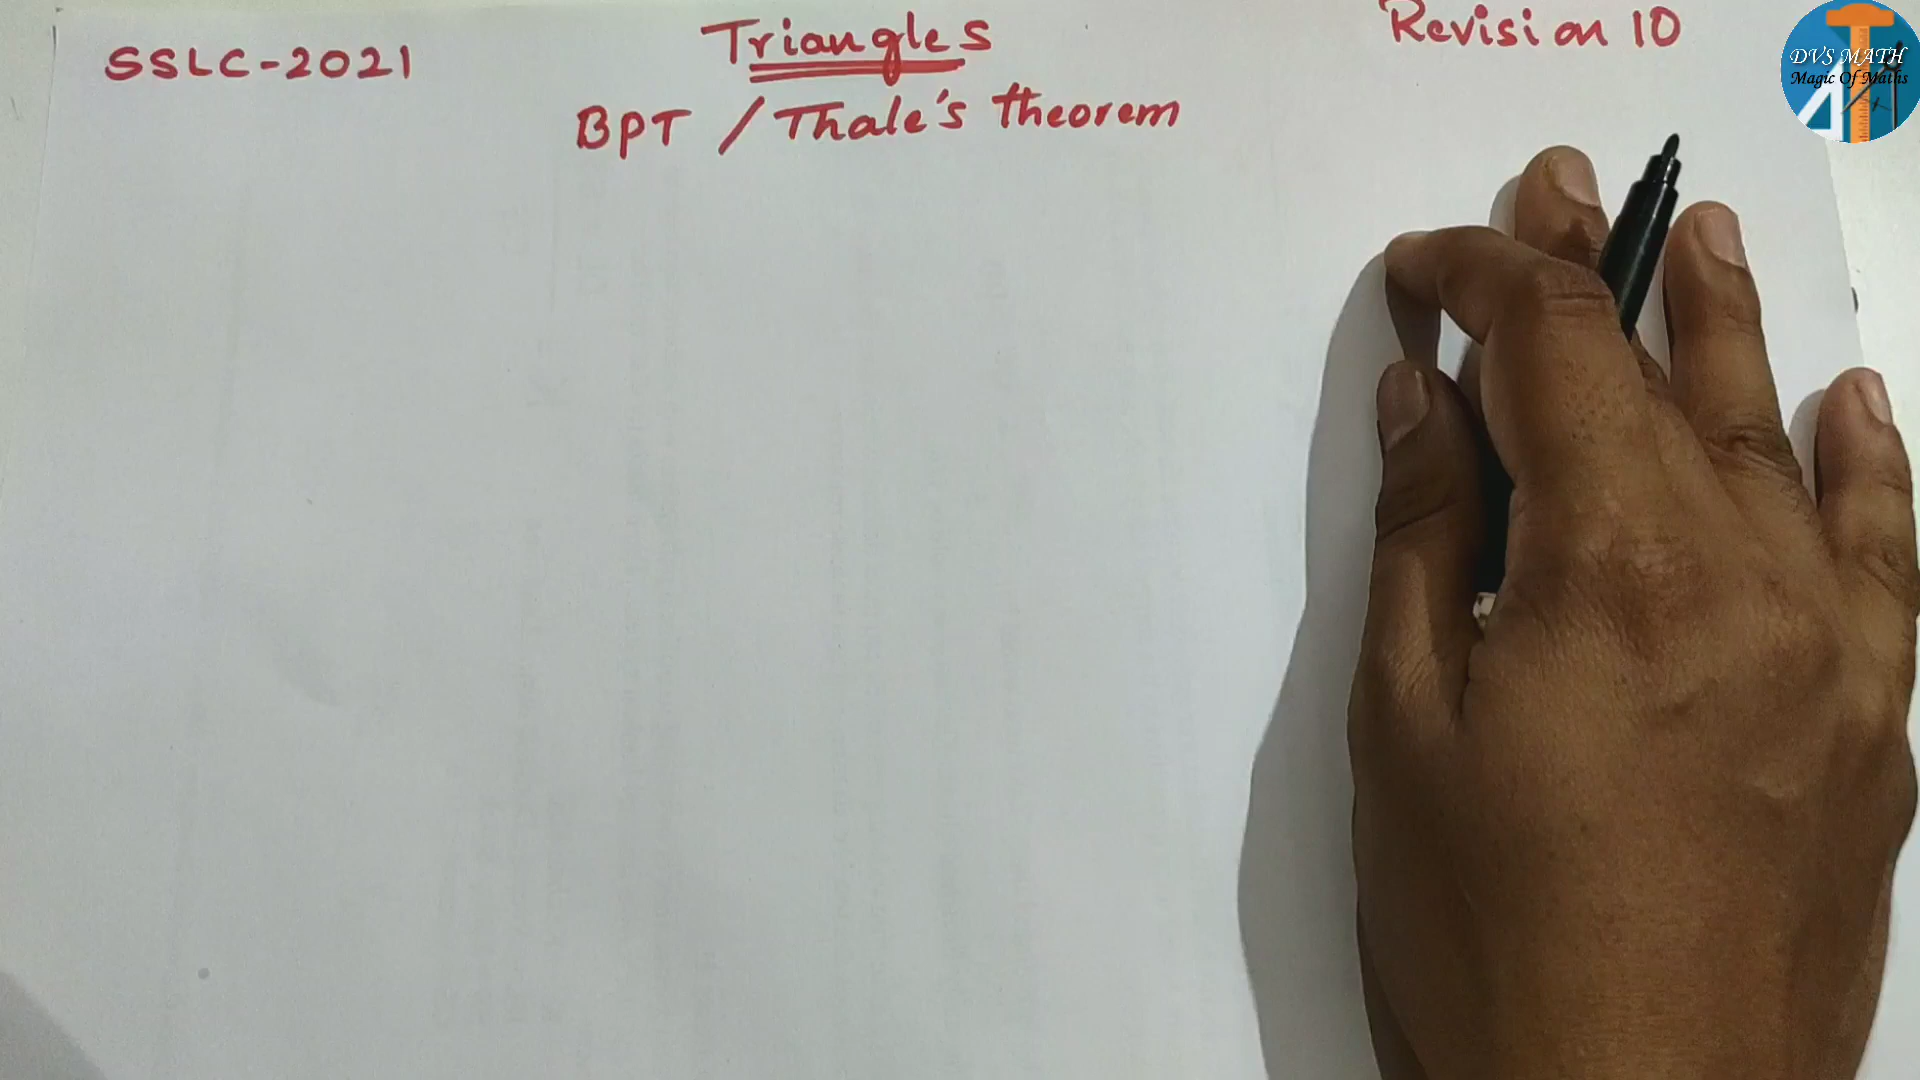 SSLC-2021
Triangles
Revision 10
BPT / Thale's theorem
DVS MATH
Magic Of Maths